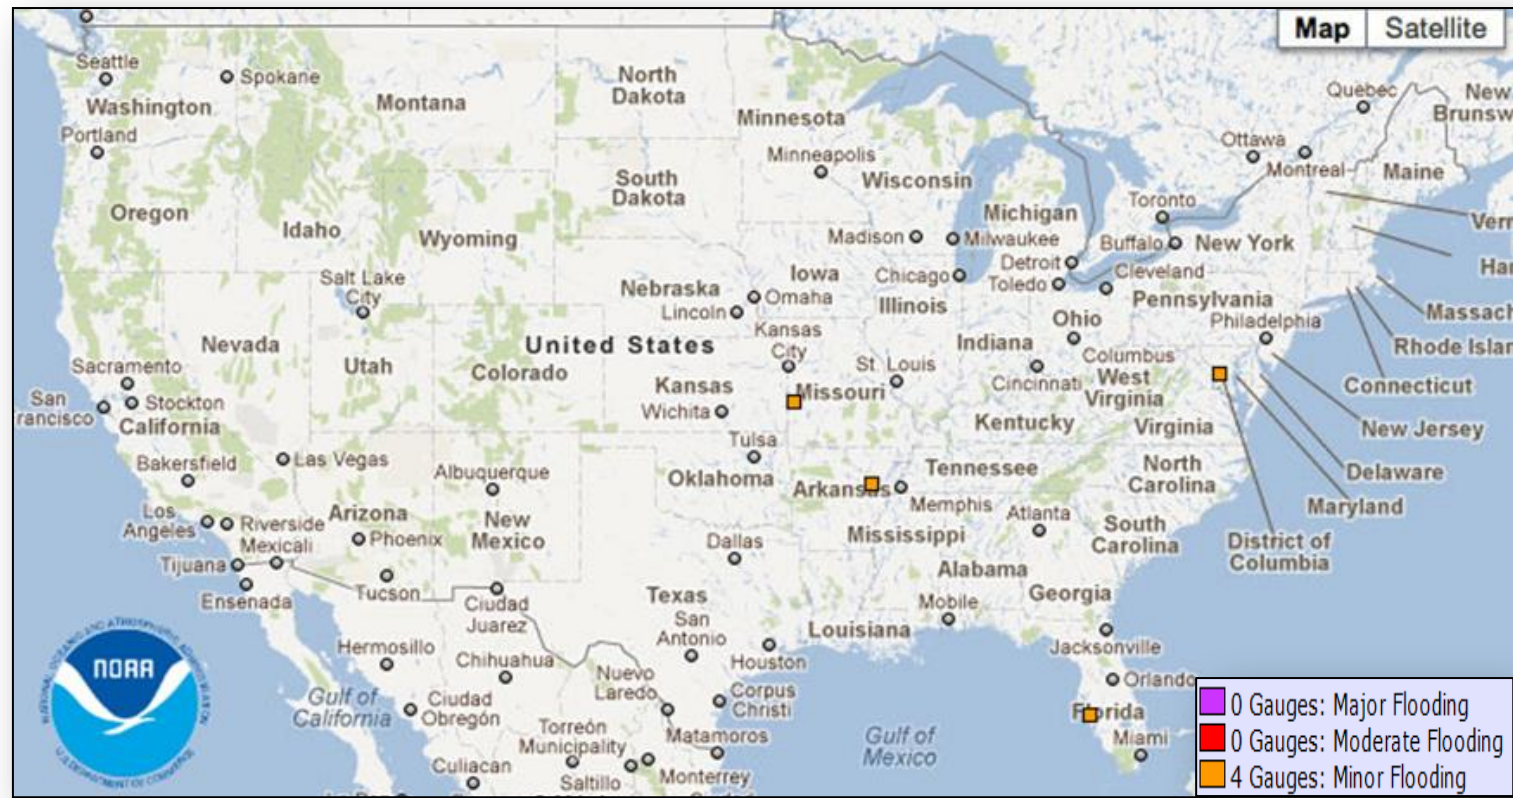 Map
Satellite
Seattle
Spokane
Washington
Montana
North
Dakota
Minnesota
Quebec
New
Brunsw
Portland
Ottawa
Montreal
Maine
Minneapolis
Wisconsin
South
Dakota
Oregon
Idaho
Wyoming
Michigan
Toronto
Vern
Madison
Milwaukee
Buffalo
New York
Salt Lake
City
Iowa
Chicago
Detroit
Toledo
Cleveland
Ha
Nebraska
Omaha
Lincoln
Illinois
Pennsylvania
Massach
Nevada
United States
Kansas
City
Indiana
Ohio
Philadelphia
Rhode Islar
Sacramento
Utah
Colorado
St. Louis
Columbus
Cincinnati
West
Virginia
Connecticut
San
rancisco
Stockton
California
Kansas
Wichita
Missouri
Kentucky
Virginia
New Jersey
Bakersfield
Las Vegas
Albuquerque
Tulsa
Oklahoma
Arkansas
Tennessee
Memphis
North
Carolina
Delaware
Maryland
Los
Angeles
Riverside
Mexicali
Arizona
Phoenix
New
Mexico
Dallas
Mississippi
Atlanta
South
Carolina
District of
Columbia
Tijuana
Ensenada
Tucson
Ciudad
Juarez
Texas
San
Antonio
Alabama
Georgia
Mobile
Louisiana
Jacksonville
Hermosillo
Chihuahua
Houston
Orlando
Nuevo
Laredo
Corpus
Christi
Gulf of
California
Ciudad
Obregón
Torreón
Municipality
Matamoros
Gulf of
Mexico
Florida
Miami
Culiacan
Saltillo
Monterrey
NOAA
0 Gauges: Major Flooding
0 Gauges: Moderate Flooding
4 Gauges: Minor Flooding